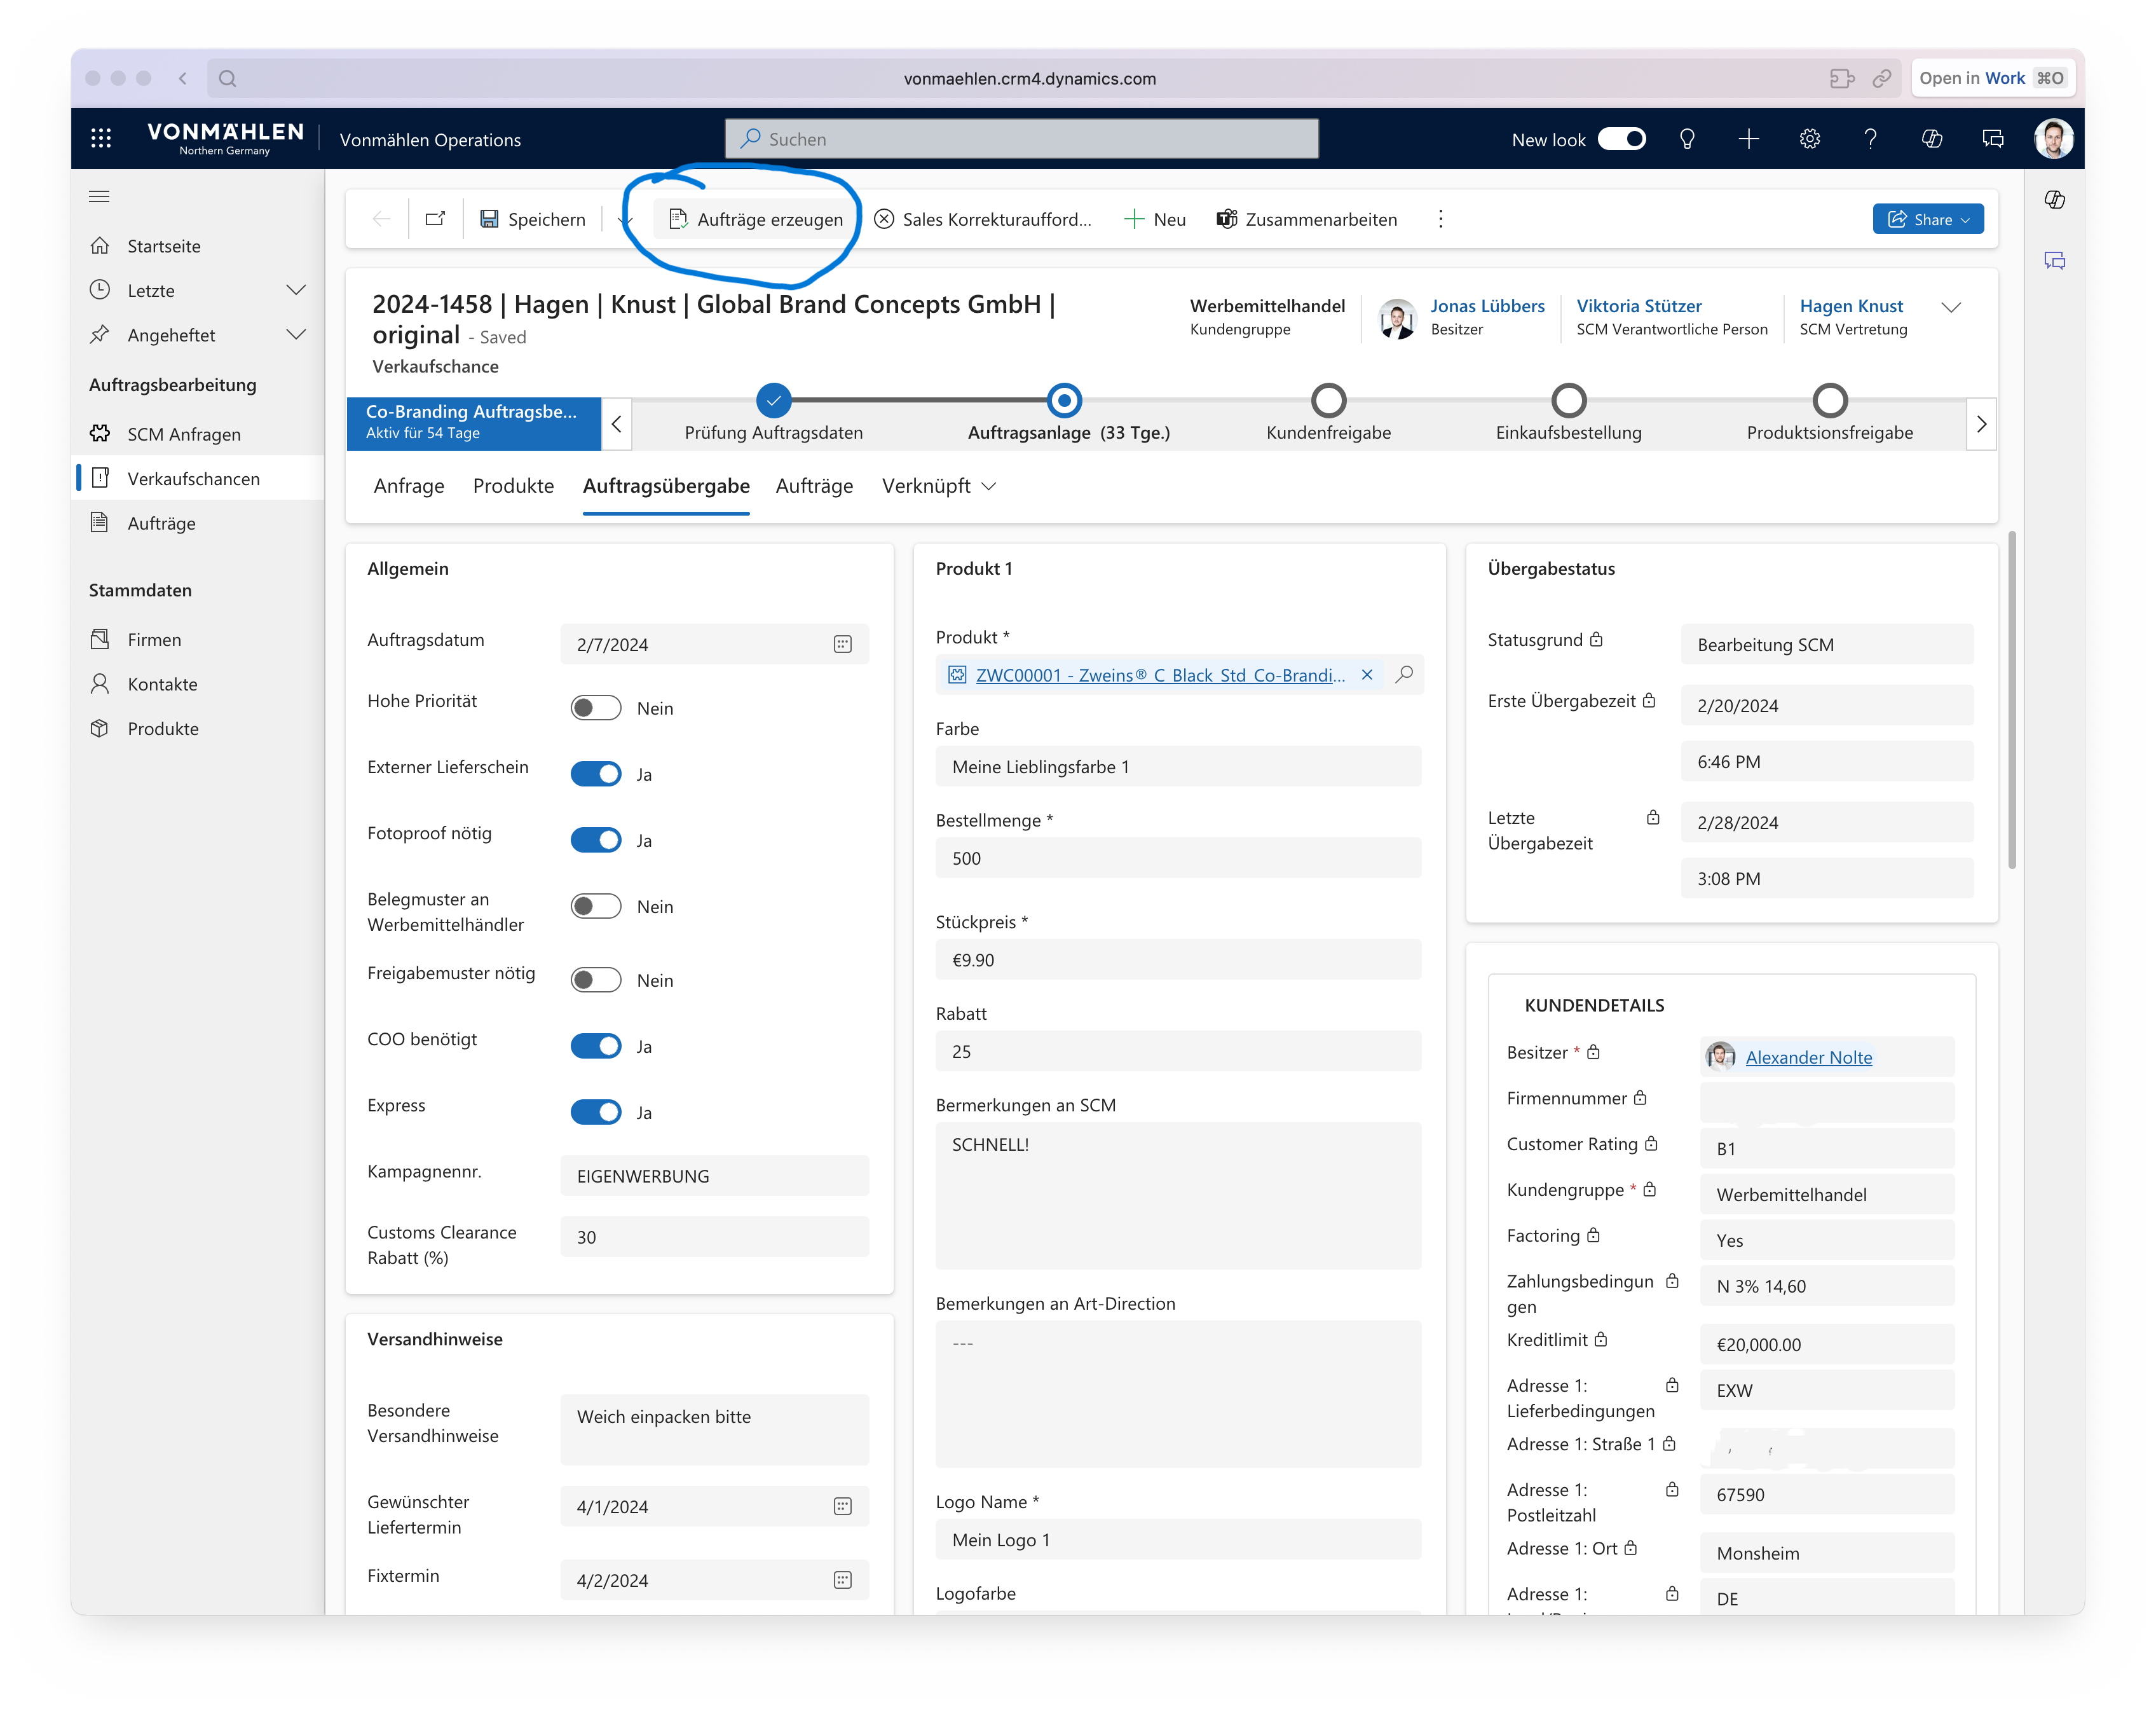 vonmaehlen.crm4.dynamics.com
Open in Work ⌘O
VONMÄHLEN
Northern Germany
Vonmählen Operations
Suchen
New look
Speichern
Aufträge erzeugen
Sales Korrekturaufford...
Neu
Zusammenarbeiten
Share
Startseite
Letzte
Angeheftet
Auftragsbearbeitung
SCM Anfragen
Verkaufschancen
Aufträge
Stammdaten
Firmen
Kontakte
Produkte
2024-1458 | Hagen | Knust | Global Brand Concepts GmbH |
original - Saved
Verkaufschance
Werbemittelhandel
Kundengruppe
Jonas Lübbers
Besitzer
Viktoria Stützer
SCM Verantwortliche Person
Hagen Knust
SCM Vertretung
Co-Branding Auftragsbe...
Aktiv für 54 Tage
Prüfung Auftragsdaten
Auftragsanlage (33 Tge.)
Kundenfreigabe
Einkaufsbestellung
Produktsionsfreigabe
Anfrage
Produkte
Auftragsübergabe
Aufträge
Verknüpft
Allgemein
Auftragsdatum
2/7/2024
Hohe Priorität
Nein
Externer Lieferschein
Ja
Fotoproof nötig
Ja
Belegmuster an
Werbemittelhändler
Nein
Freigabemuster nötig
Nein
COO benötigt
Ja
Express
Ja
Kampagnennr.
EIGENWERBUNG
Customs Clearance
Rabatt (%)
30
Versandhinweise
Besondere
Versandhinweise
Weich einpacken bitte
Gewünschter
Liefertermin
4/1/2024
Fixtermin
4/2/2024
Produkt 1
Produkt *
ZWC00001 - Zweins® C_Black_Std_Co-Brandi...
Farbe
Meine Lieblingsfarbe 1
Bestellmenge *
500
Stückpreis *
€9.90
Rabatt
25
Bermerkungen an SCM
SCHNELL!
Bemerkungen an Art-Direction
---
Logo Name *
Mein Logo 1
Logofarbe
Übergabestatus
Statusgrund
Bearbeitung SCM
Erste Übergabezeit
2/20/2024
6:46 PM
Letzte
Übergabezeit
2/28/2024
3:08 PM
KUNDENDETAILS
Besitzer *
Alexander Nolte
Firmennummer
Customer Rating
B1
Kundengruppe *
Werbemittelhandel
Factoring
Yes
Zahlungsbedingun
gen
N 3% 14,60
Kreditlimit
€20,000.00
Adresse 1:
Lieferbedingungen
EXW
Adresse 1: Straße 1
Adresse 1:
Postleitzahl
67590
Adresse 1: Ort
Monsheim
Adresse 1:
DE